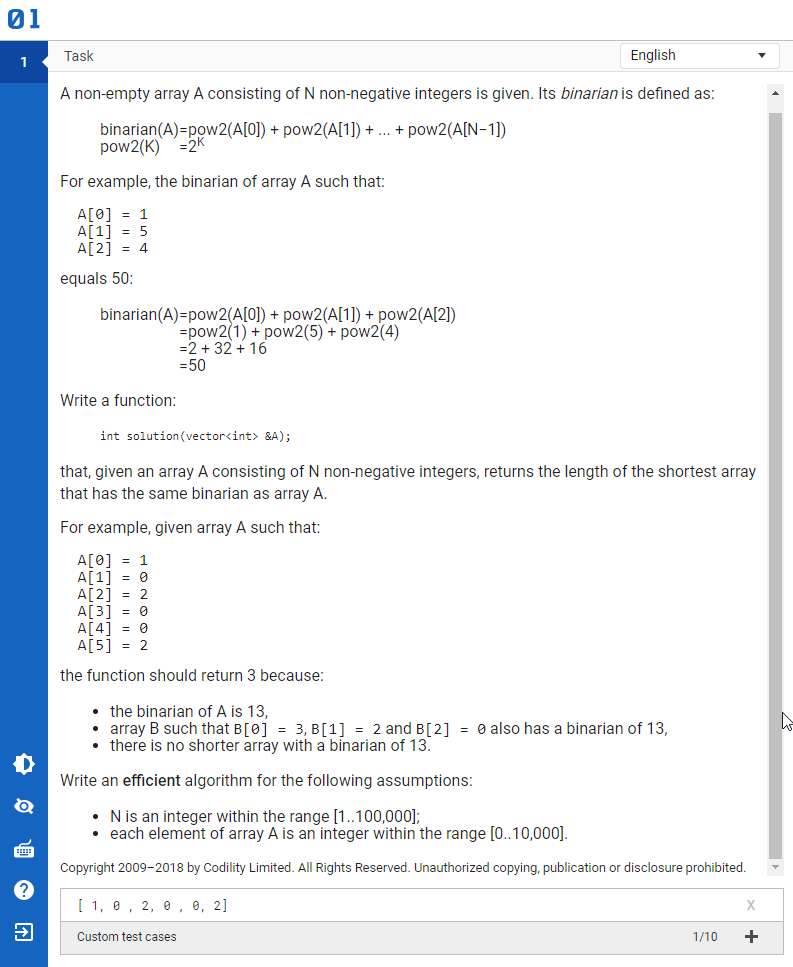 01
1
Task
English
A non-empty array A consisting of N non-negative integers is given. Its binarian is defined as:
binarian(A)=pow2(A[0]) + pow2(A[1]) + ... + pow2(A[N−1])
pow2(K) =2^K
For example, the binarian of array A such that:
A[0] = 1
A[1] = 5
A[2] = 4
equals 50:
binarian(A)=pow2(A[0]) + pow2(A[1]) + pow2(A[2])
=pow2(1) + pow2(5) + pow2(4)
=2 + 32 + 16
=50
Write a function:
int solution(vector<int> &A);
that, given an array A consisting of N non-negative integers, returns the length of the shortest array
that has the same binarian as array A.
For example, given array A such that:
A[0] = 1
A[1] = 0
A[2] = 2
A[3] = 0
A[4] = 0
A[5] = 2
the function should return 3 because:
• the binarian of A is 13,
• array B such that B[0] = 3, B[1] = 2 and B[2] = 0 also has a binarian of 13,
• there is no shorter array with a binarian of 13.
Write an efficient algorithm for the following assumptions:
• N is an integer within the range [1..100,000];
• each element of array A is an integer within the range [0..10,000].
Copyright 2009–2018 by Codility Limited. All Rights Reserved. Unauthorized copying, publication or disclosure prohibited.
[ 1, 0 , 2, 0 , 0, 2] X
Custom test cases 1/10 +